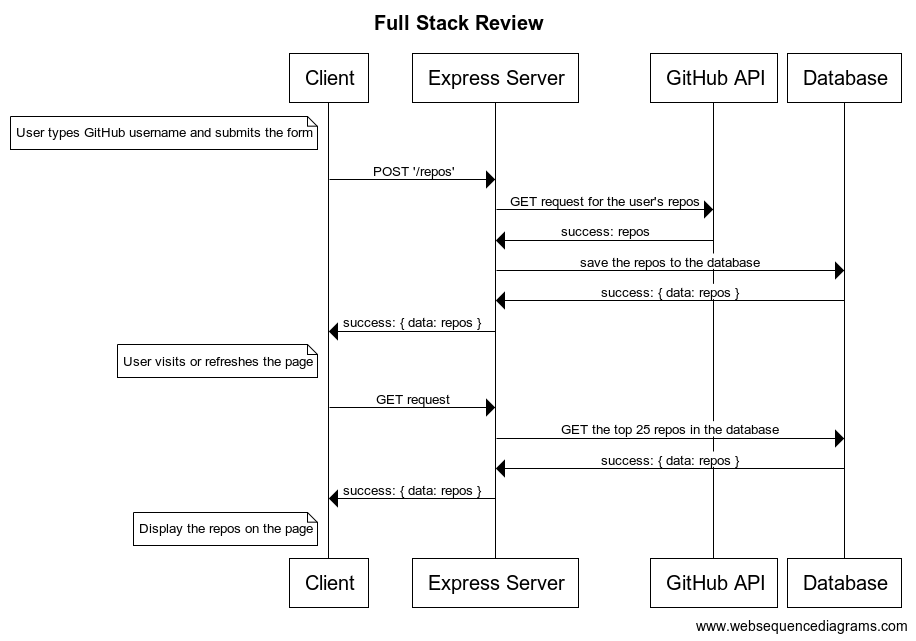 Full Stack Review
Client
Express Server
GitHub API
Database
User types GitHub username and submits the form
POST '/repos'
GET request for the user's repos
success: repos
save the repos to the database
success: { data: repos }
success: { data: repos }
User visits or refreshes the page
GET request
GET the top 25 repos in the database
success: { data: repos }
success: { data: repos }
Display the repos on the page
Client
Express Server
GitHub API
Database
www.websequencediagrams.com